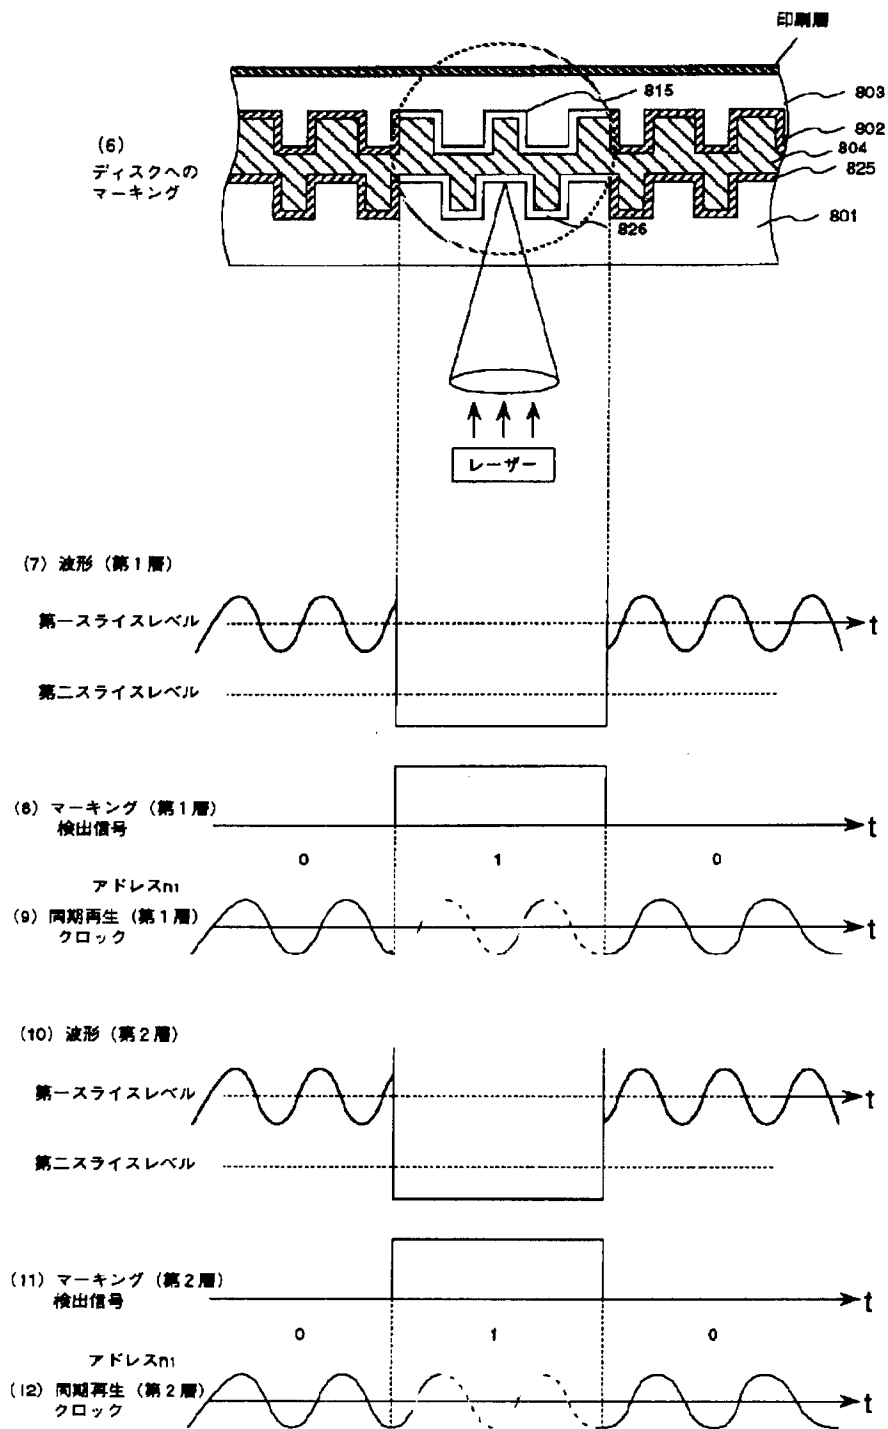 印刷層
815
803
802
804
825
(6)
ディスクへの
マーキング
826
801
レーザー
(7) 波形 (第1層)
第一スライスレベル
t
第二スライスレベル
(8) マーキング (第1層)
検出信号
t
0
1
0
アドレスn1
(9) 同期再生 (第1層)
クロック
t
(10) 波形 (第2層)
第一スライスレベル
t
第二スライスレベル
(11) マーキング (第2層)
検出信号
t
0
1
0
アドレスn1
(12) 同期再生 (第2層)
クロック
t